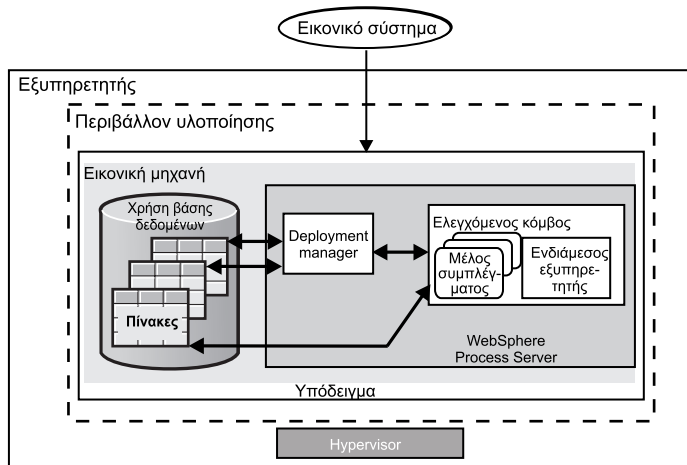 Εικονικό σύστημα
Εξυπηρετητής
Περιβάλλον υλοποίησης
Εικονική μηχανή
Χρήση βάσης
δεδομένων
Πίνακες
Deployment
manager
Ελεγχόμενος κόμβος
Μέλος
συμπλέγ-
ματος
Ενδιάμεσος
εξυπηρε-
τητής
WebSphere
Process Server
Υπόδειγμα
Hypervisor